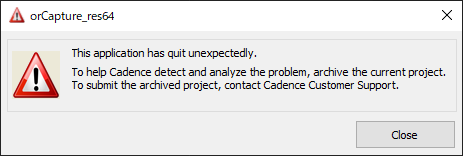 orCapture_res64
This application has quit unexpectedly.
To help Cadence detect and analyze the problem, archive the current project.
To submit the archived project, contact Cadence Customer Support.
Close